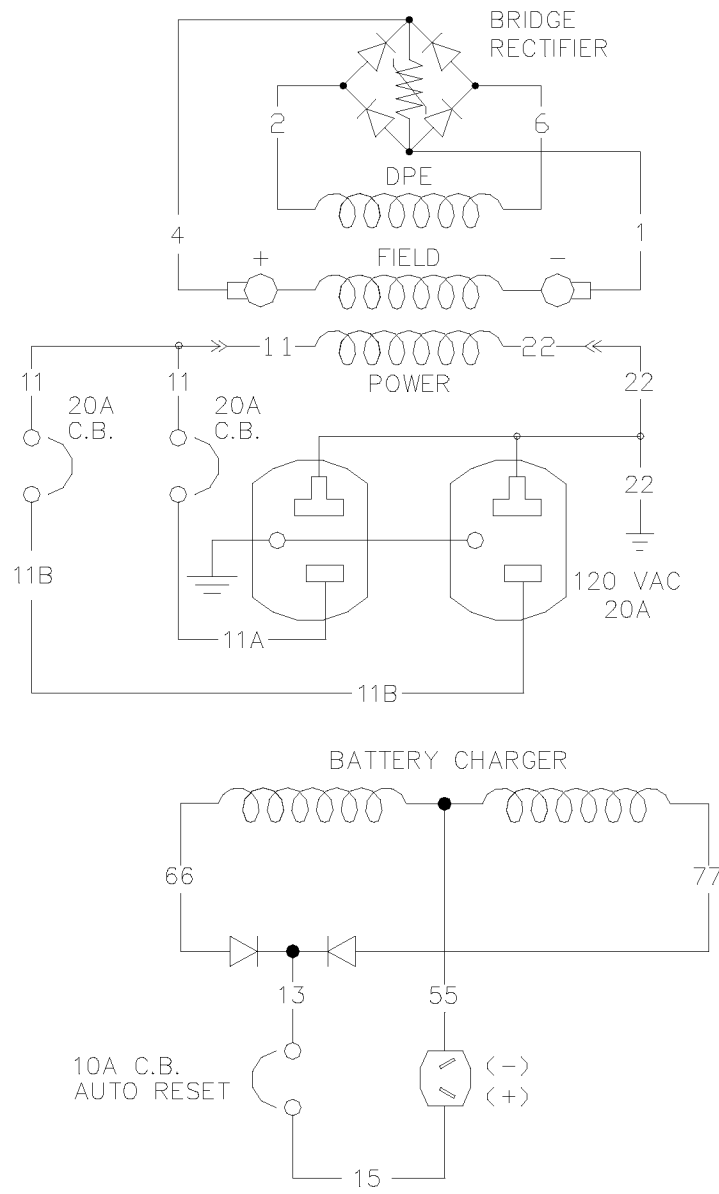 BRIDGE
RECTIFIER
2
6
DPE
4
1
+
FIELD
-
11
22
POWER
11
20A
C.B.
11
20A
C.B.
22
22
11B
120 VAC
20A
11A
11B
BATTERY CHARGER
66
77
13
55
10A C.B.
AUTO RESET
(-)
(+)
15